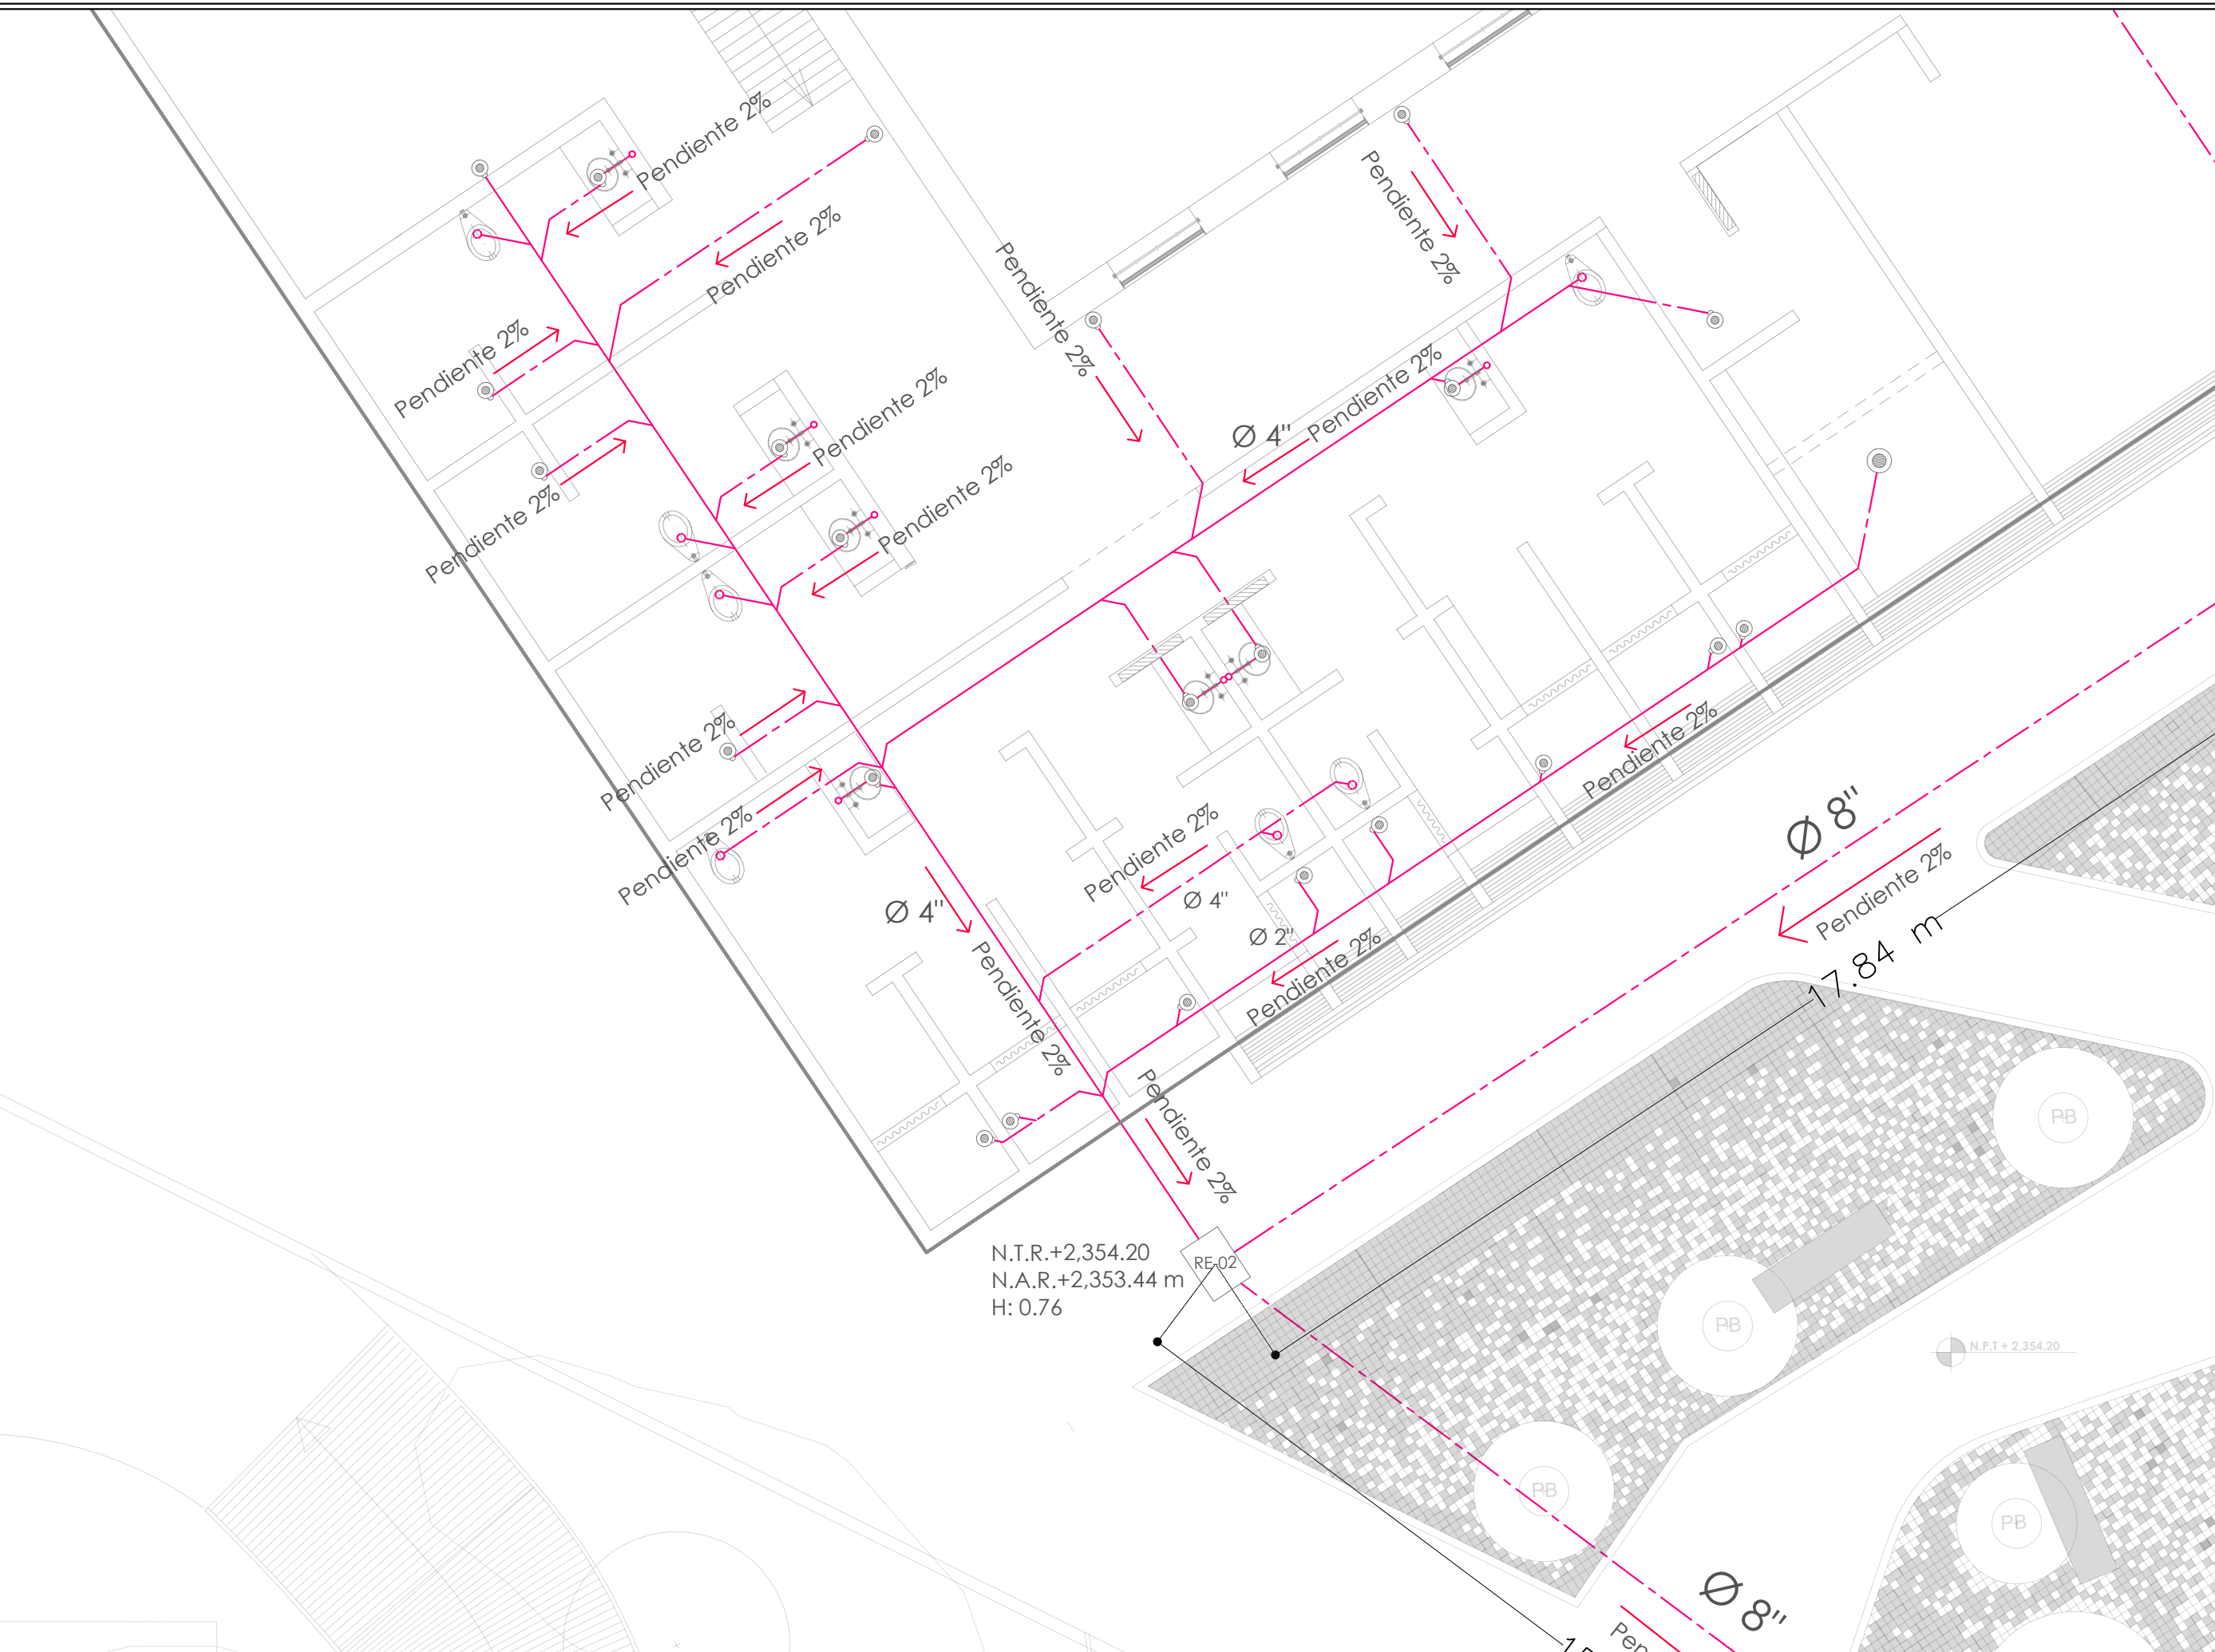 Pendiente 2%
Pendiente 2%
Pendiente 2%
Pendiente 2%
Pendiente 2%
Pendiente 2%
Pendiente 2%
Pendiente 2%
Pendiente 2%
Ø 4"
Pendiente 2%
Pendiente 2%
Pendiente 2%
Pendiente 2%
Ø 8"
Pendiente 2%
Pendiente 2%
Ø 4"
Ø 4"
Ø 2"
Pendiente 2%
Pendiente 2%
17.84 m
Pendiente 2%
N.T.R.+2,354.20
N.A.R.+2,353.44 m
H: 0.76
RE-02
PB
PB
N.P.T + 2,354.20
PB
PB
Ø 8"